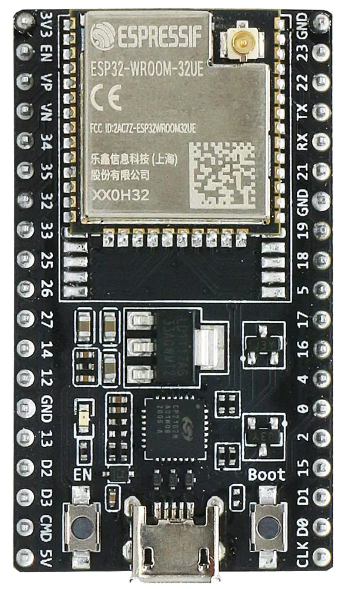 ESPRESSIF
ESP32-WROOM-32UE
CE
FCC ID:2AC7Z-ESP32WROOM32UE
乐鑫信息科技 (上海)
股份有限公司
XX0H32
3V3
EN
VP
VN
34
35
32
33
25
26
27
14
12
GND
13
D2
D3
CMD
5V
GND
23
22
TX
RX
21
GND
19
18
5
17
16
4
0
2
15
D1
D0
CLK
EN
Boot